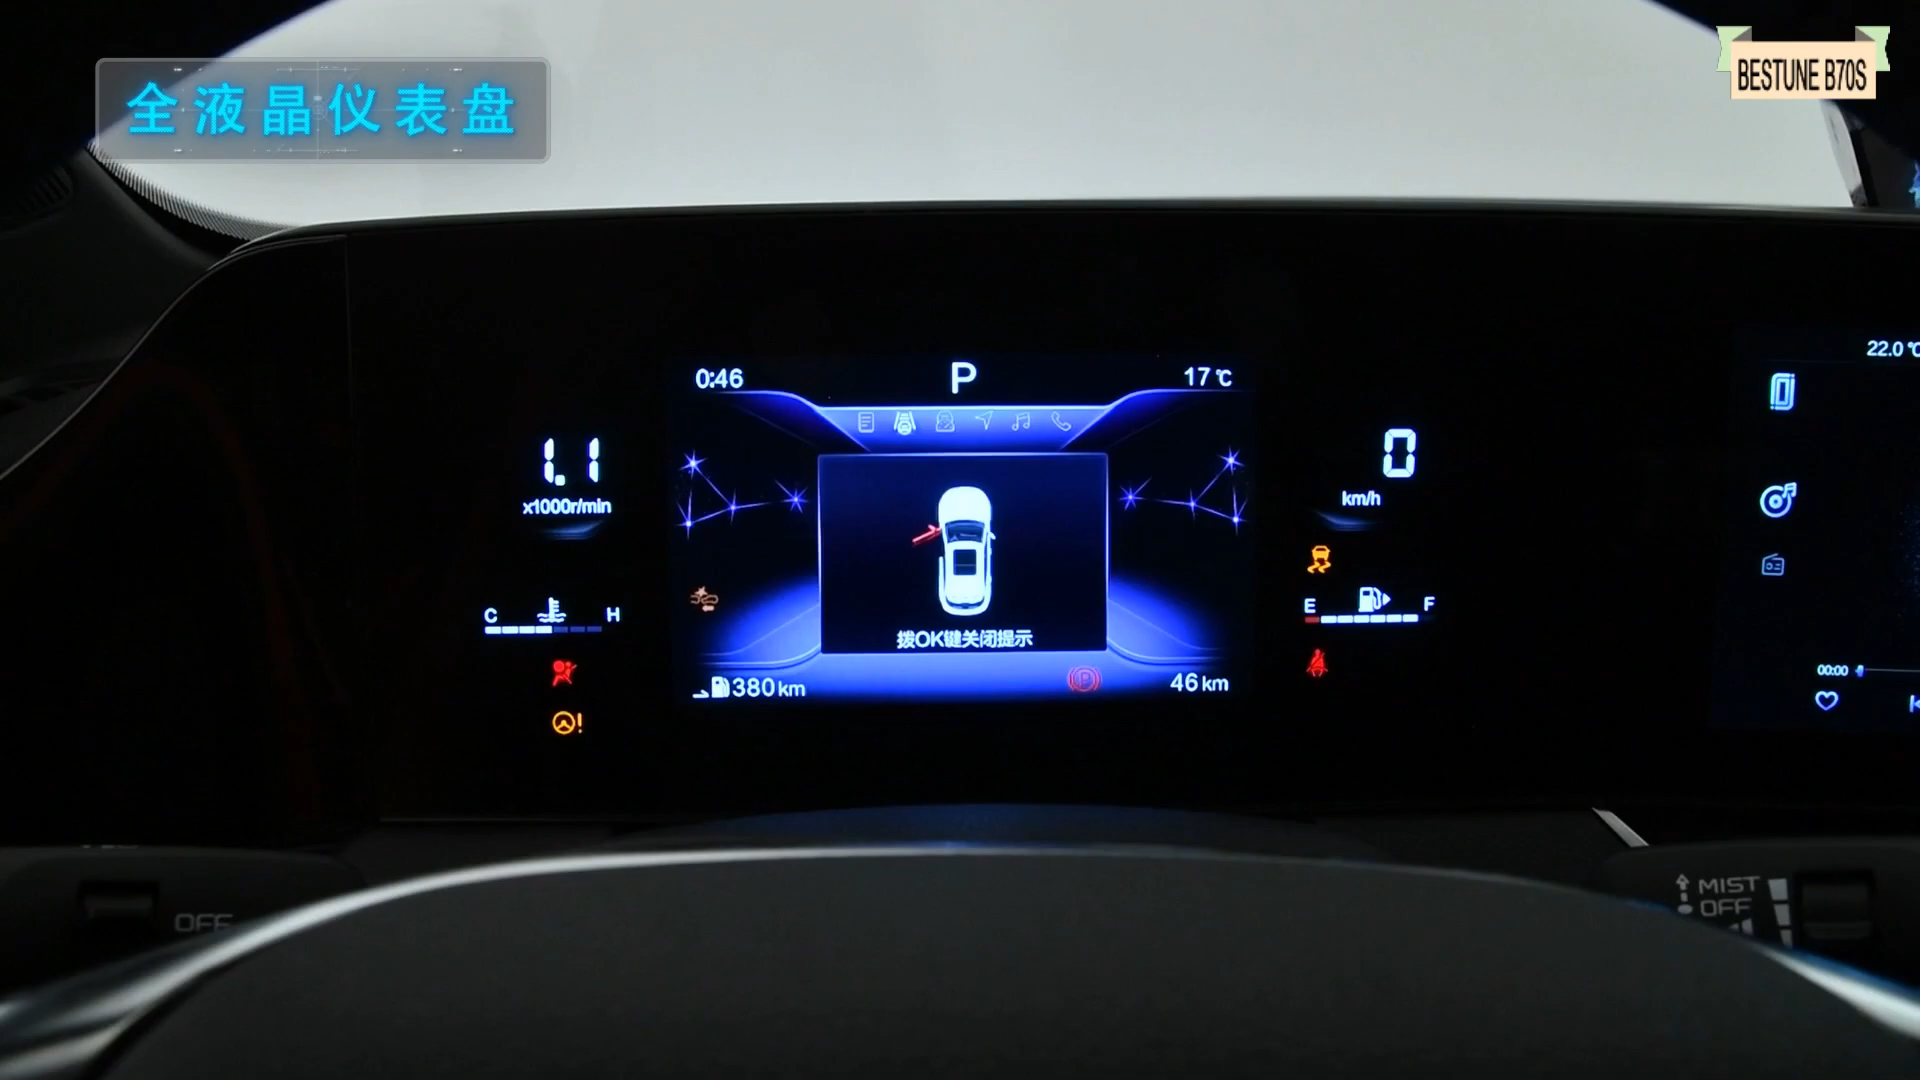 全液晶仪表盘
BESTUNE B70S
0:46
P
17℃
22.0 ℃
1.1
x1000r/min
0
km/h
C
H
E
F
拨OK键关闭提示
380 km
46 km
00:00
OFF
MIST
OFF